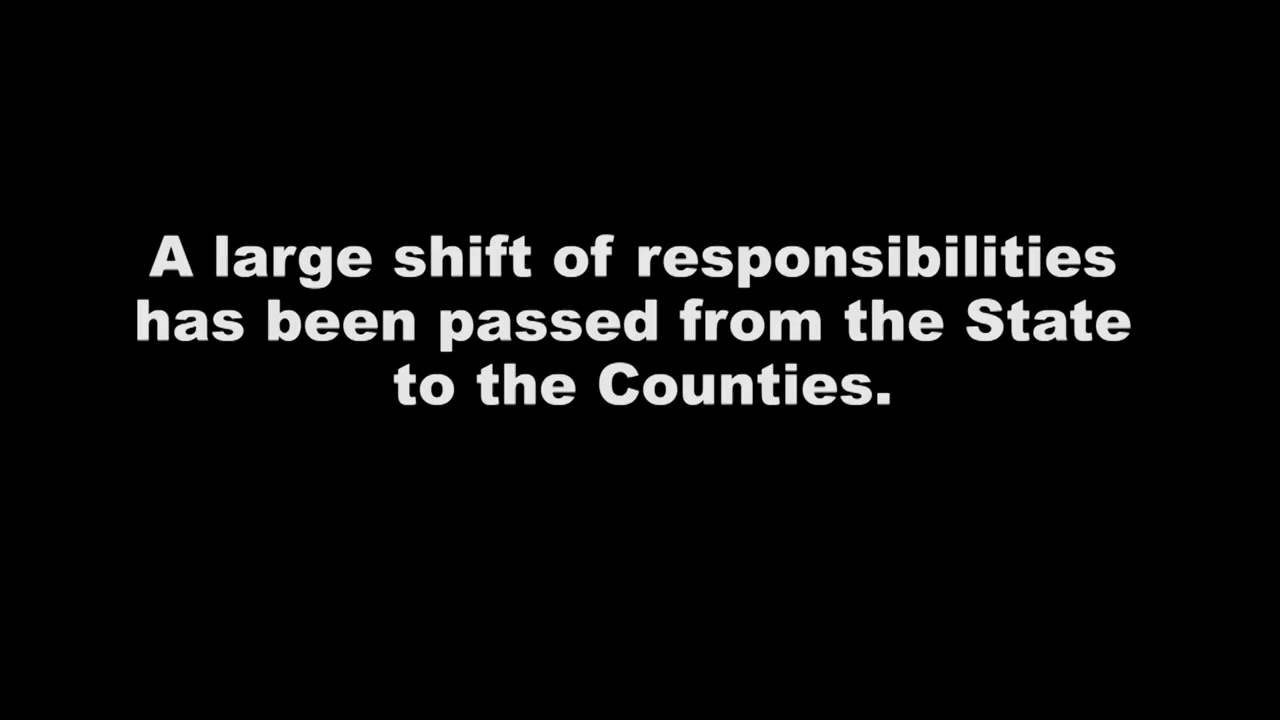 A large shift of responsibilities
has been passed from the State
to the Counties.